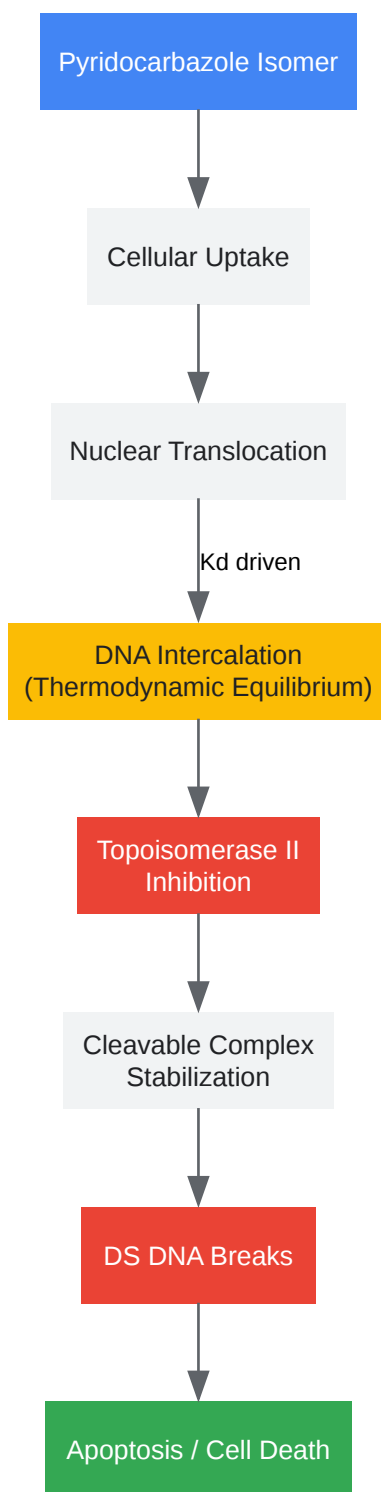 Pyridocarbazole Isomer
Cellular Uptake
Nuclear Translocation
Kd driven
DNA Intercalation
(Thermodynamic Equilibrium)
Topoisomerase II
Inhibition
Cleavable Complex
Stabilization
DS DNA Breaks
Apoptosis / Cell Death